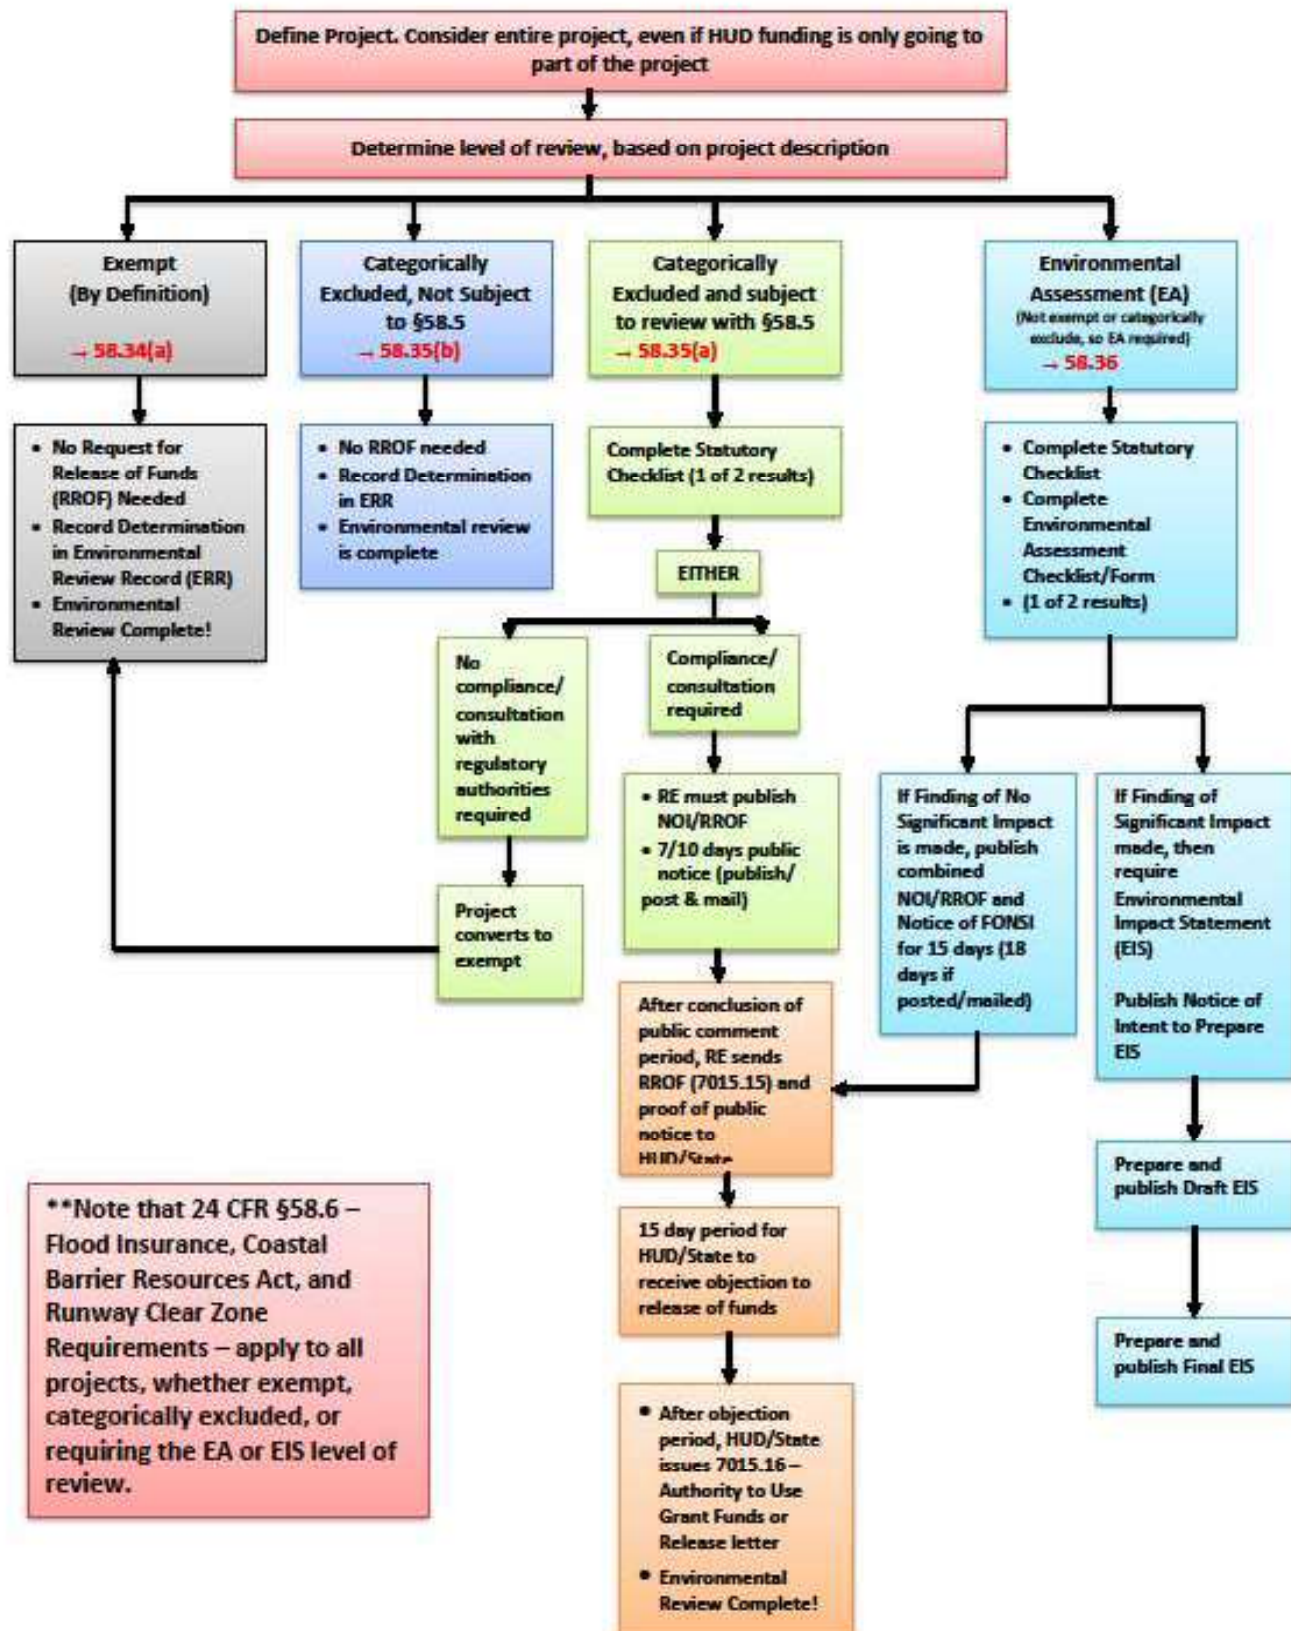 Define Project. Consider entire project, even if HUD funding is only going to
part of the project
Determine level of review, based on project description
Exempt
(By Definition)
→ 58.34(a)
Categorically
Excluded, Not Subject
to §58.5
→ 58.35(b)
Categorically
Excluded and subject
to review with §58.5
→ 58.35(a)
Environmental
Assessment (EA)
(Not exempt or categorically
exclude, so EA required)
→ 58.36
• No Request for
Release of Funds
(RROF) Needed
• Record Determination
in Environmental
Review Record (ERR)
• Environmental
Review Complete!
• No RROF needed
• Record Determination
in ERR
• Environmental review
is complete
Complete Statutory
Checklist (1 of 2 results)
• Complete Statutory
Checklist
• Complete
Environmental
Assessment
Checklist/Form
• (1 of 2 results)
EITHER
No
compliance/
consultation
with
regulatory
authorities
required
Compliance/
consultation
required
Project
converts to
exempt
• RE must publish
NOI/RROF
• 7/10 days public
notice (publish/
post & mail)
If Finding of No
Significant Impact
is made, publish
combined
NOI/RROF and
Notice of FONSI
for 15 days (18
days if
posted/mailed)
If Finding of
Significant Impact
made, then
require
Environmental
Impact Statement
(EIS)
Publish Notice of
Intent to Prepare
EIS
After conclusion of
public comment
period, RE sends
RROF (7015.15) and
proof of public
notice to
HUD/State
Prepare and
publish Draft EIS
15 day period for
HUD/State to
receive objection to
release of funds
Prepare and
publish Final EIS
• After objection
period, HUD/State
issues 7015.16 –
Authority to Use
Grant Funds or
Release letter
• Environmental
Review Complete!
**Note that 24 CFR §58.6 –
Flood Insurance, Coastal
Barrier Resources Act, and
Runway Clear Zone
Requirements – apply to all
projects, whether exempt,
categorically excluded, or
requiring the EA or EIS level of
review.